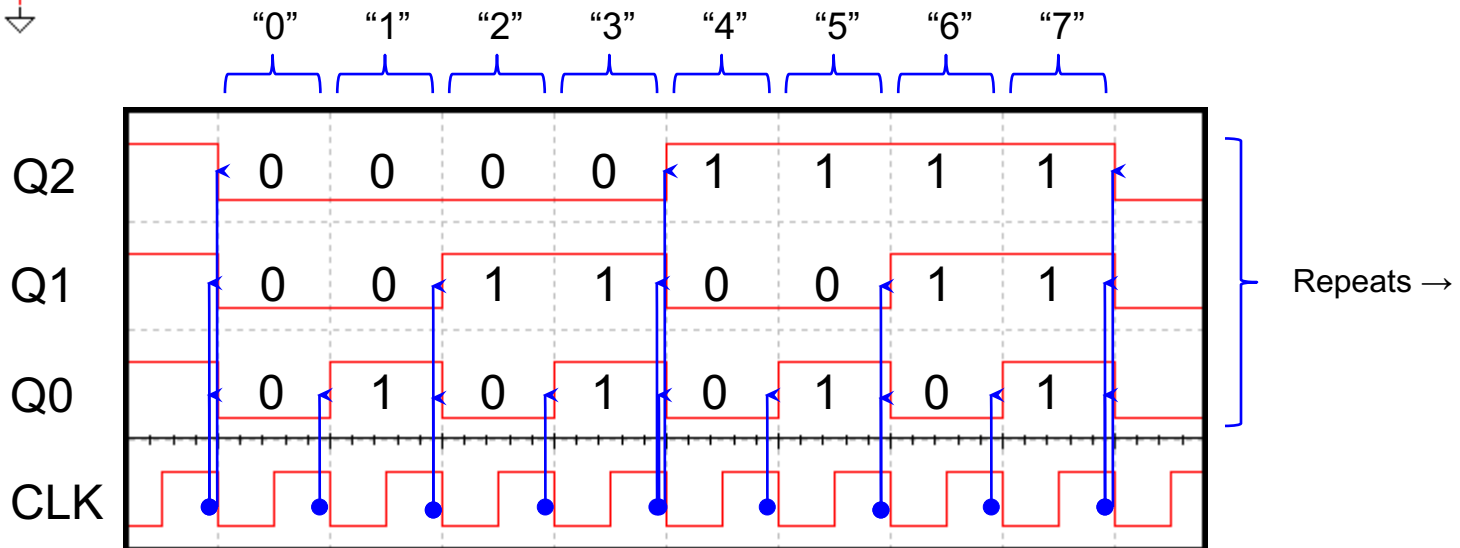 “0” “1” “2” “3” “4” “5” “6” “7”
Q2 0 0 0 0 1 1 1 1
Q1 0 0 1 1 0 0 1 1 Repeats →
Q0 0 1 0 1 0 1 0 1
CLK